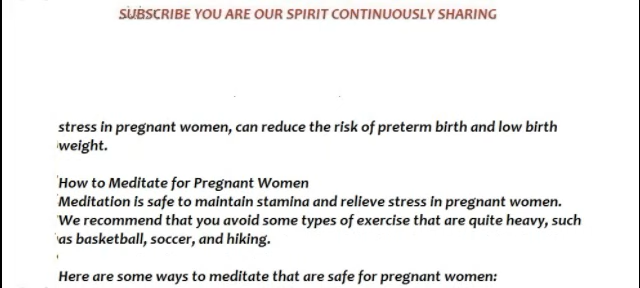 SUBSCRIBE YOU ARE OUR SPIRIT CONTINUOUSLY SHARING
stress in pregnant women, can reduce the risk of preterm birth and low birth
weight.
How to Meditate for Pregnant Women
Meditation is safe to maintain stamina and relieve stress in pregnant women.
We recommend that you avoid some types of exercise that are quite heavy, such
as basketball, soccer, and hiking.
Here are some ways to meditate that are safe for pregnant women: